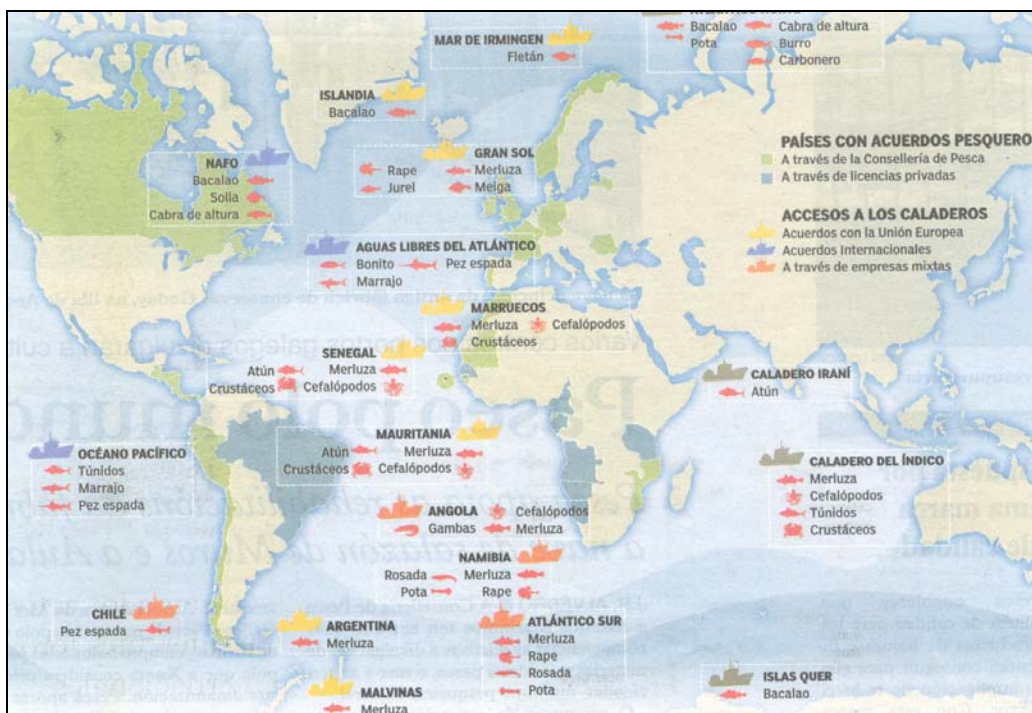 Bacalao
Cabra de altura
Pota
Burro
Carbonero
MAR DE IRMINGEN
Fletán
ISLANDIA
Bacalao
NAFO
Bacalao
Solla
Cabra de altura
GRAN SOL
Rape
Merluza
Jurel
Meiga
PAÍSES CON ACUERDOS PESQUERO
A través de la Consellería de Pesca
A través de licencias privadas
ACCESOS A LOS CALADEROS
Acuerdos con la Unión Europea
Acuerdos Internacionales
A través de empresas mixtas
AGUAS LIBRES DEL ATLÁNTICO
Bonito
Pez espada
Marrajo
MARRUECOS
Merluza
Cefalópodos
Crustáceos
SENEGAL
Atún
Merluza
Crustáceos
Cefalópodos
CALADERO IRANÍ
Atún
MAURITANIA
Atún
Merluza
Crustáceos
Cefalópodos
OCÉANO PACÍFICO
Túnidos
Marrajo
Pez espada
CALADERO DEL ÍNDICO
Merluza
Cefalópodos
Túnidos
Crustáceos
ANGOLA
Cefalópodos
Gambas
Merluza
NAMIBIA
Rosada
Merluza
Pota
Rape
CHILE
Pez espada
ARGENTINA
Merluza
ATLÁNTICO SUR
Merluza
Rape
Rosada
Pota
MALVINAS
Merluza
ISLAS QUER
Bacalao